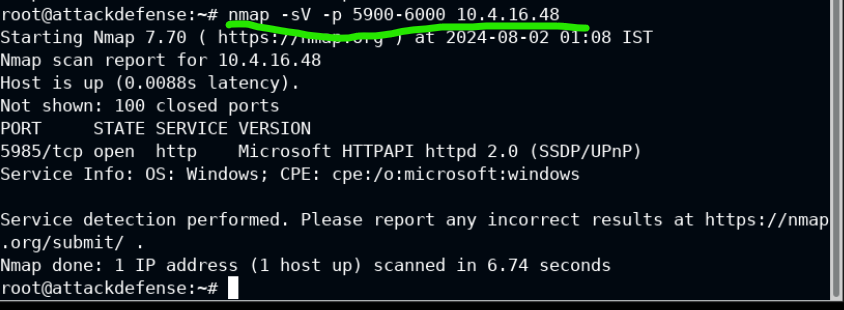 root@attackdefense:~# nmap -sV -p 5900-6000 10.4.16.48
Starting Nmap 7.70 ( https://nmap.org ) at 2024-08-02 01:08 IST
Nmap scan report for 10.4.16.48
Host is up (0.0088s latency).
Not shown: 100 closed ports
PORT     STATE SERVICE VERSION
5985/tcp open  http    Microsoft HTTPAPI httpd 2.0 (SSDP/UPnP)
Service Info: OS: Windows; CPE: cpe:/o:microsoft:windows
Service detection performed. Please report any incorrect results at https://nmap
.org/submit/ .
Nmap done: 1 IP address (1 host up) scanned in 6.74 seconds
root@attackdefense:~#